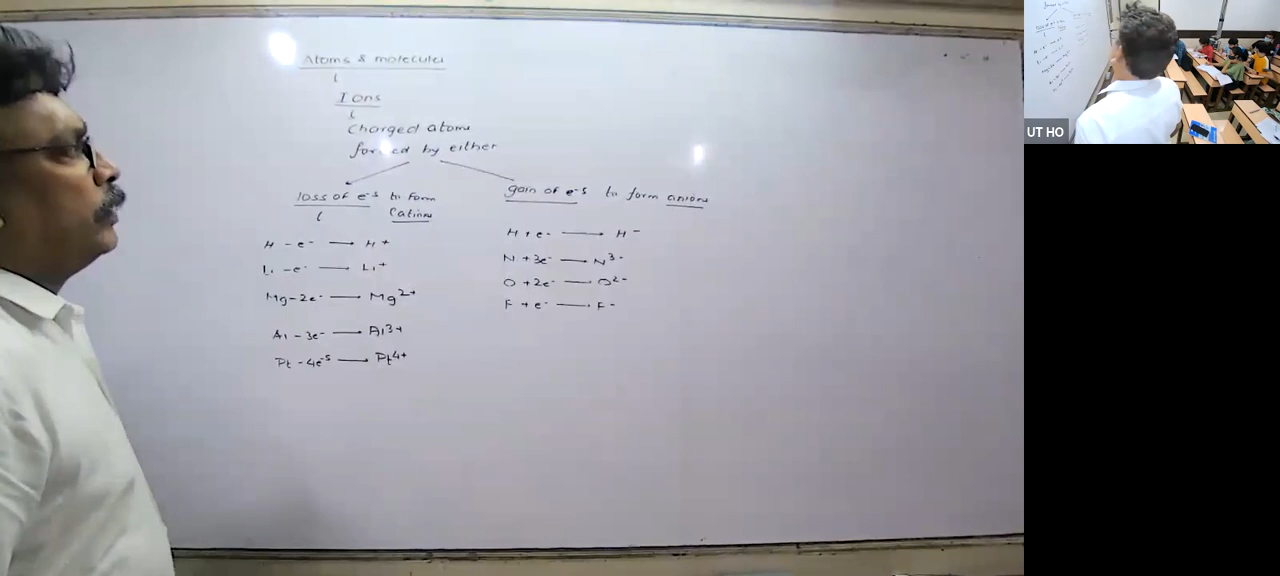 Atoms & molecules
Ions
Charged atoms
formed by either
loss of e-s to form
Cations
H - e- → H+
Li - e- → Li+
Mg - 2e- → Mg2+
Al - 3e- → Al3+
Pt - 4e-s → Pt4+
gain of e-s to form anions
H + e- → H-
N + 3e- → N3-
O + 2e- → O2-
F + e- → F-
UT HO